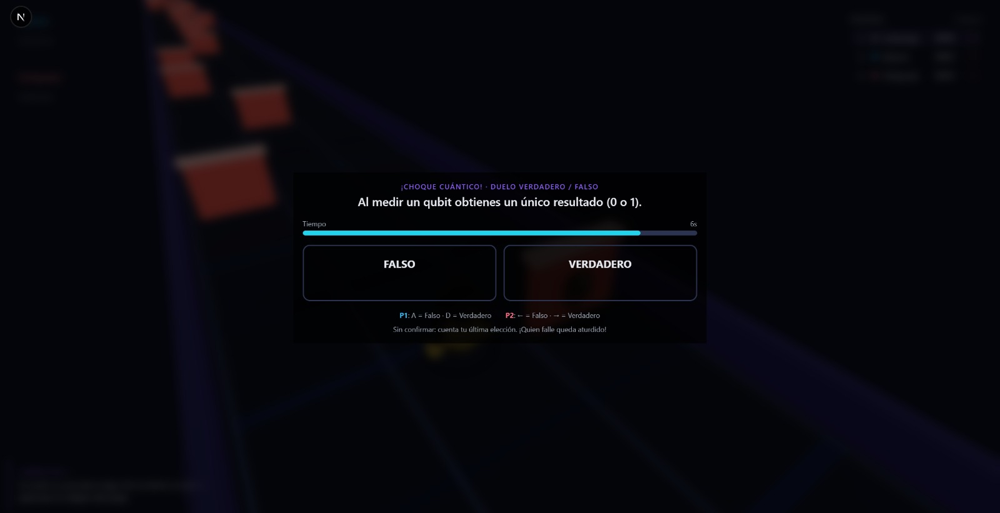 N
¡CHOQUE CUÁNTICO! · DUELO VERDADERO / FALSO
Al medir un qubit obtienes un único resultado (0 o 1).
Tiempo 6s
FALSO VERDADERO
P1: A = Falso · D = Verdadero P2: ← = Falso · → = Verdadero
Sin confirmar: cuenta tu última elección. ¡Quien falle queda aturdido!